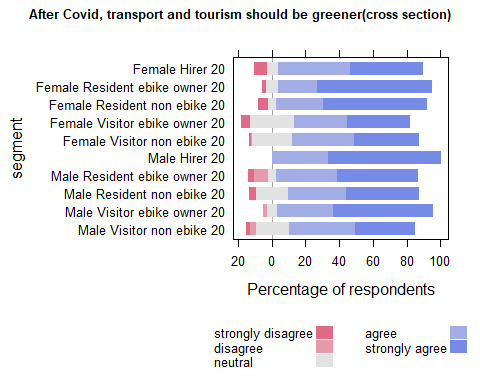 After Covid, transport and tourism should be greener(cross section)
Female Hirer 20
Female Resident ebike owner 20
Female Resident non ebike 20
Female Visitor ebike owner 20
Female Visitor non ebike 20
Male Hirer 20
Male Resident ebike owner 20
Male Resident non ebike 20
Male Visitor ebike owner 20
Male Visitor non ebike 20
segment
20 0 20 40 60 80 100
Percentage of respondents
strongly disagree
disagree
neutral
agree
strongly agree